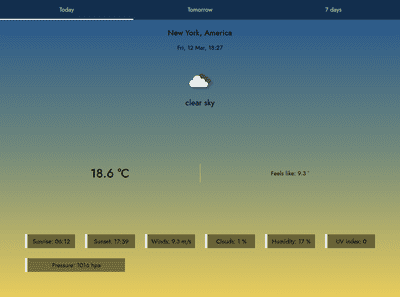 Today Tomorrow 7 days
New York, America
Fri, 12 Mar, 15:27
clear sky
18.6 °C
Feels like: 9.3 °
Sunrise: 06:12 Sunset: 17:59 Winds: 9.3 m/s Clouds: 1 % Humidity: 17 % UV index: 0
Pressure: 1016 hpa